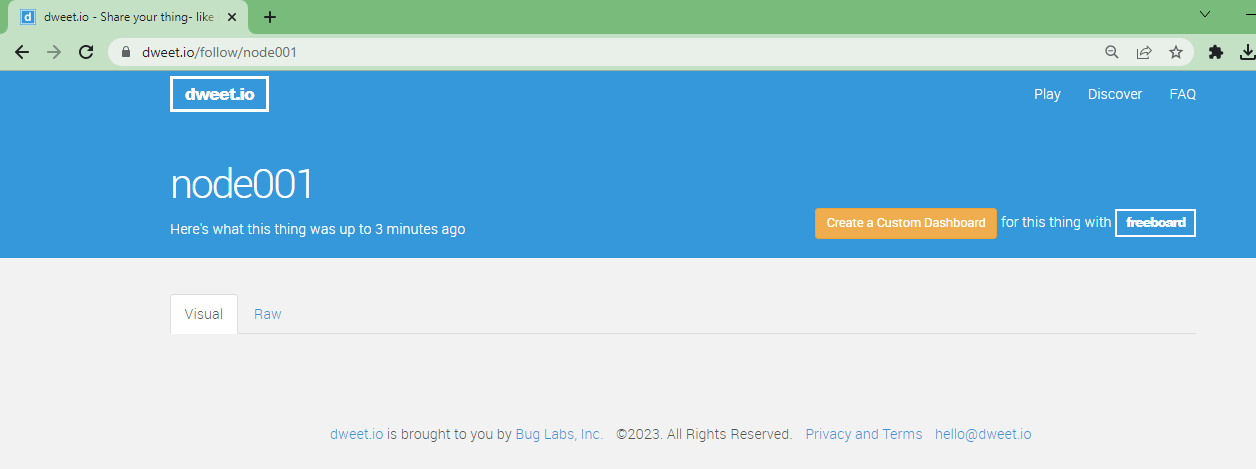 dweet.io - Share your thing- like
dweet.io/follow/node001
dweet.io Play Discover FAQ
node001
Here's what this thing was up to 3 minutes ago
Create a Custom Dashboard for this thing with freeboard
Visual Raw
dweet.io is brought to you by Bug Labs, Inc. ©2023. All Rights Reserved. Privacy and Terms hello@dweet.io